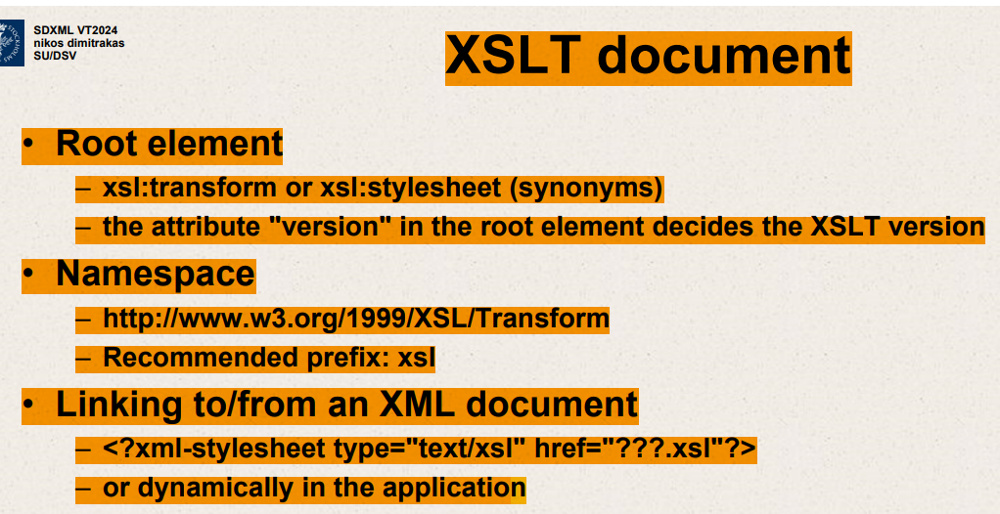 SDXML VT2024
nikos dimitrakas
SU/DSV
XSLT document
• Root element
– xsl:transform or xsl:stylesheet (synonyms)
– the attribute "version" in the root element decides the XSLT version
• Namespace
– http://www.w3.org/1999/XSL/Transform
– Recommended prefix: xsl
• Linking to/from an XML document
– <?xml-stylesheet type="text/xsl" href="???.xsl"?>
– or dynamically in the application